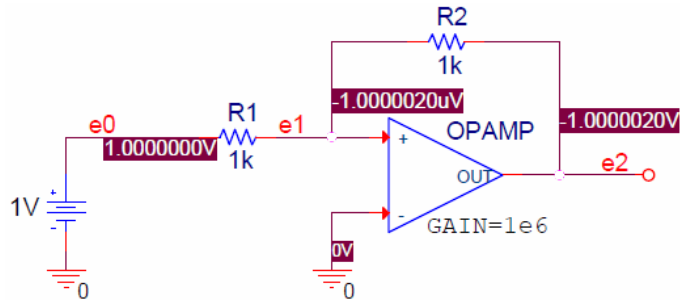 R2
1k
-1.0000020uV
R1
e0
e1
OPAMP
-1.0000020V
1.0000000V
1k
+
e2
OUT
+
1V
-
-
GAIN=1e6
0V
0
0